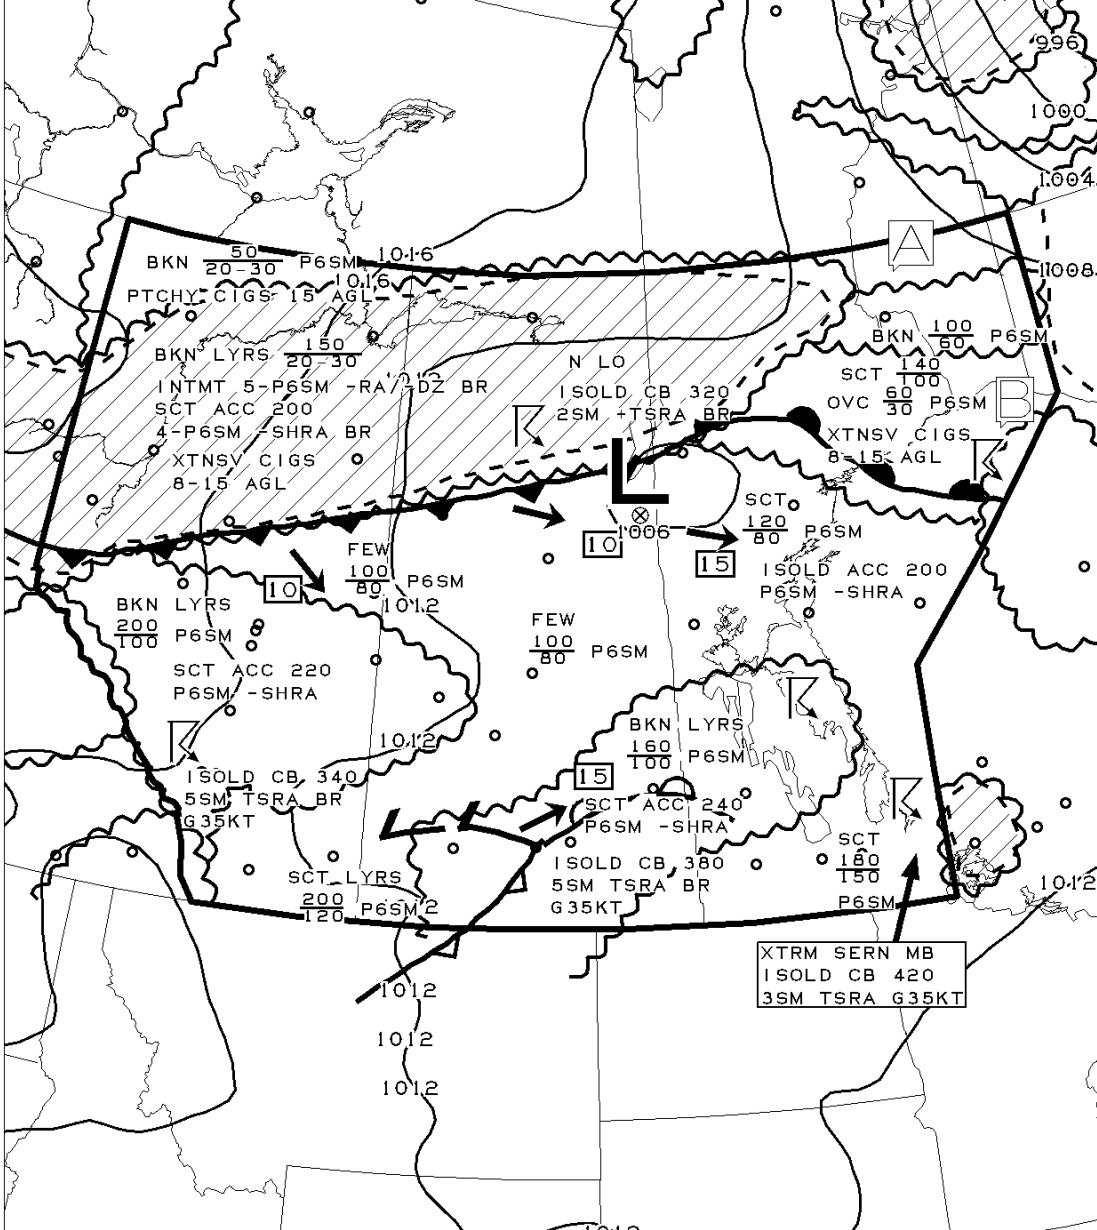 996
1000
1004
1008
A
1016
BKN 50/20-30 P6SM
1016
PTCHY CIGS 15 AGL
BKN LYRS 150/20-30
INTMT 5-P6SM -RA/-DZ BR
SCT ACC 200
4-P6SM -SHRA BR
XTNSV CIGS
8-15 AGL
N LO
ISOLD CB 320
2SM -TSRA BR
BKN 100/60 P6SM
SCT 140/100
OVC 60/30 P6SM
B
XTNSV CIGS
8-15 AGL
L
1006
10
15
SCT
120/80 P6SM
ISOLD ACC 200
P6SM -SHRA
FEW
100/80 P6SM
10
1012
BKN LYRS
200/100 P6SM
SCT ACC 220
P6SM -SHRA
FEW
100/80 P6SM
1012
ISOLD CB 340
5SM TSRA BR
G35KT
BKN LYRS
160/100 P6SM
15
SCT ACC 240
P6SM -SHRA
ISOLD CB 380
5SM TSRA BR
G35KT
SCT LYRS
200/120 P6SM
SCT
180/150
P6SM
1012
XTRM SERN MB
ISOLD CB 420
3SM TSRA G35KT
1012
1012
1012